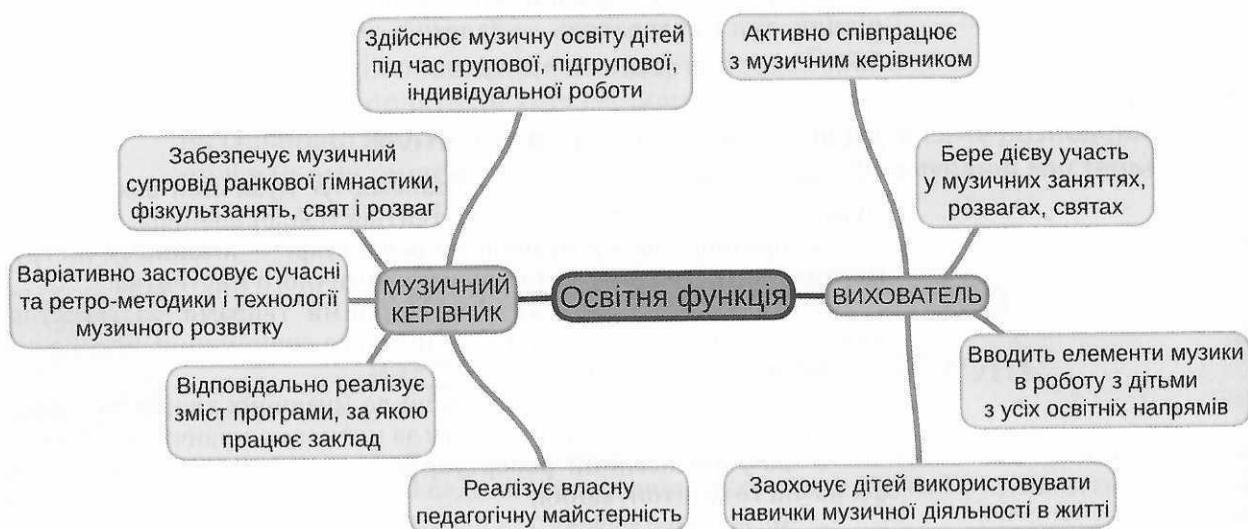 Здійснює музичну освіту дітей
під час групової, підгрупової,
індивідуальної роботи
Активно співпрацює
з музичним керівником
Забезпечує музичний
супровід ранкової гімнастики,
фізкультзанять, свят і розваг
Бере дієву участь
у музичних заняттях,
розвагах, святах
Варіативно застосовує сучасні
та ретро-методики і технології
музичного розвитку
МУЗИЧНИЙ
КЕРІВНИК
Освітня функція
ВИХОВАТЕЛЬ
Вводить елементи музики
в роботу з дітьми
з усіх освітніх напрямів
Відповідально реалізує
зміст програми, за якою
працює заклад
Реалізує власну
педагогічну майстерність
Заохочує дітей використовувати
навички музичної діяльності в житті